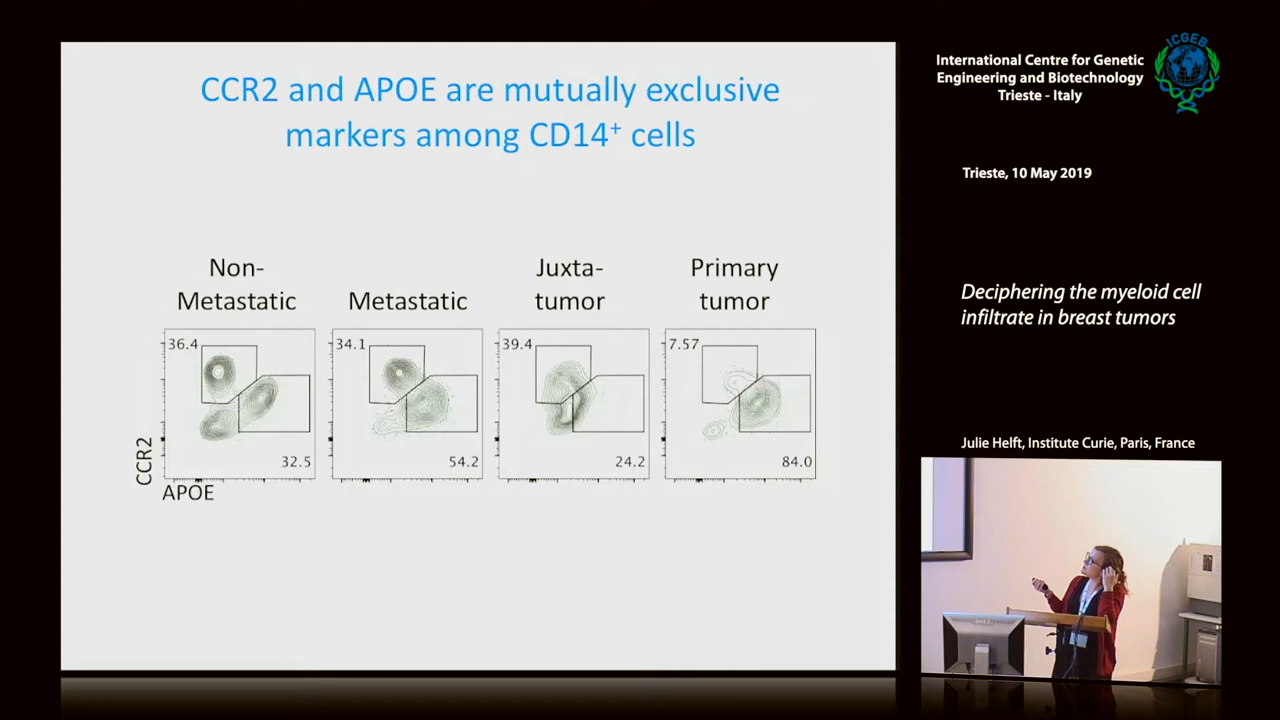 CCR2 and APOE are mutually exclusive
markers among CD14⁺ cells
Non-
Metastatic
Metastatic
Juxta-
tumor
Primary
tumor
36.4
32.5
34.1
54.2
39.4
24.2
7.57
84.0
CCR2
APOE
ICGEB
International Centre for Genetic
Engineering and Biotechnology
Trieste - Italy
Trieste, 10 May 2019
Deciphering the myeloid cell
infiltrate in breast tumors
Julie Helft, Institute Curie, Paris, France
DELL